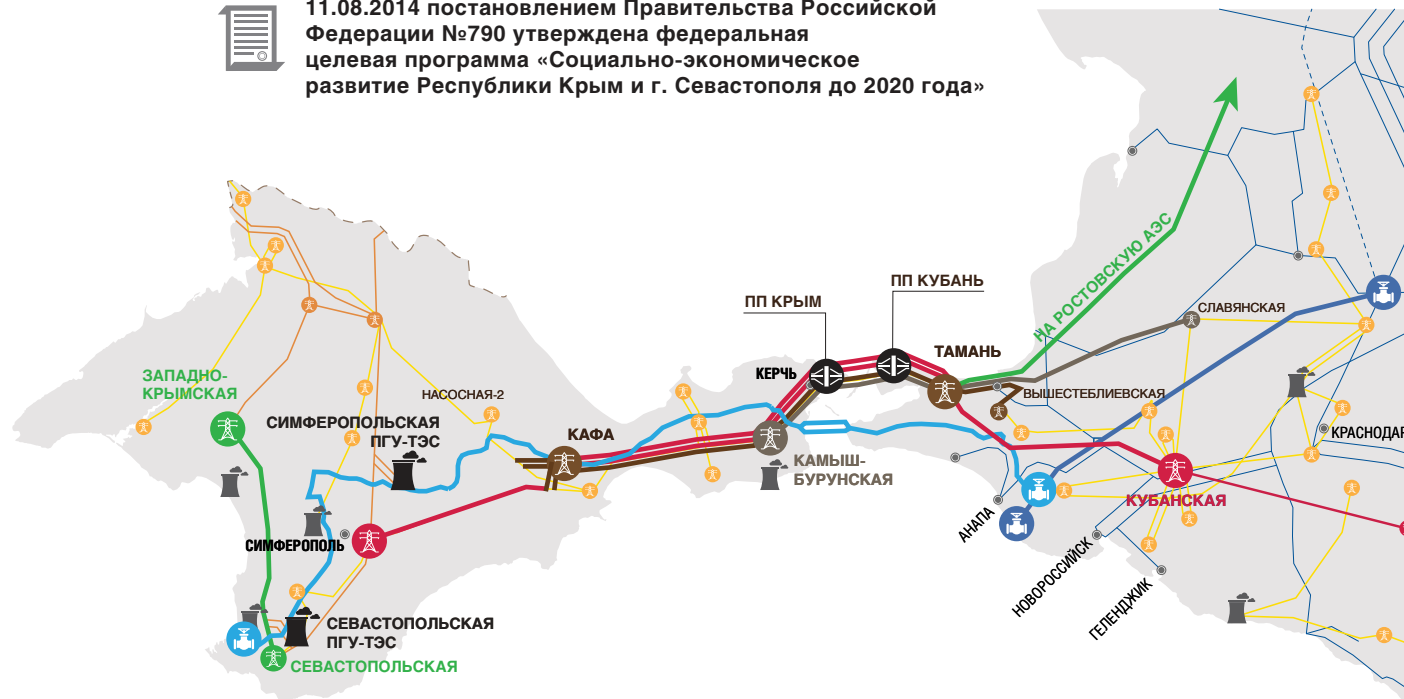 11.08.2014 постановлением Правительства Российской
Федерации №790 утверждена федеральная
целевая программа «Социально-экономическое
развитие Республики Крым и г. Севастополя до 2020 года»
НА РОСТОВСКУЮ АЭС
ПП КУБАНЬ
ПП КРЫМ
СЛАВЯНСКАЯ
ТАМАНЬ
КЕРЧЬ
ЗАПАДНО-
КРЫМСКАЯ
НАСОСНАЯ-2
ВЫШЕСТЕБЛИЕВСКАЯ
СИМФЕРОПОЛЬСКАЯ
ПГУ-ТЭС
КАФА
КРАСНОДАР
КАМЫШ-
БУРУНСКАЯ
КУБАНСКАЯ
АНАПА
СИМФЕРОПОЛЬ
НОВОРОССИЙСК
ГЕЛЕНДЖИК
СЕВАСТОПОЛЬСКАЯ
ПГУ-ТЭС
СЕВАСТОПОЛЬСКАЯ